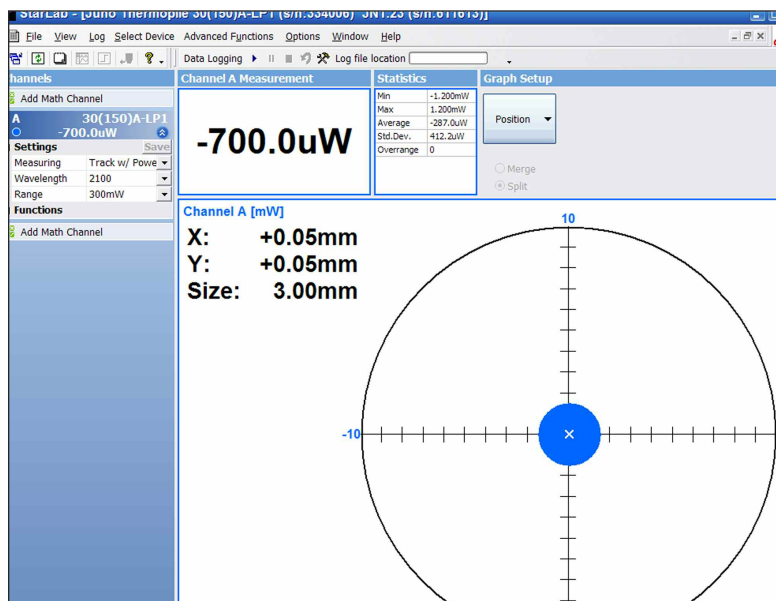 StarLab - [Juno Thermopile 30(150)A-LP1 (s/n:334006) JN1.23 (s/n:611613)]
File View Log Select Device Advanced Functions Options Window Help
Data Logging Log file location
Channels
Add Math Channel
A 30(150)A-LP1
-700.0uW
Settings Save
Measuring Track w/ Powe
Wavelength 2100
Range 300mW
Functions
Add Math Channel
Channel A Measurement
-700.0uW
Statistics
Min -1.200mW
Max 1.200mW
Average -287.0uW
Std.Dev. 412.2uW
Overrange 0
Graph Setup
Position
Merge
Split
Channel A [mW]
X: +0.05mm
Y: +0.05mm
Size: 3.00mm
10
-10